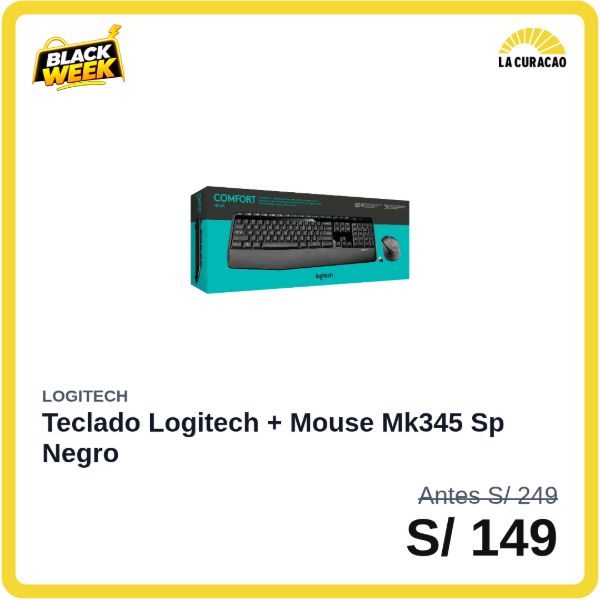 BLACK
WEEK
LA CURACAO
COMFORT
logitech
LOGITECH
Teclado Logitech + Mouse Mk345 Sp
Negro
Antes S/ 249
S/ 149